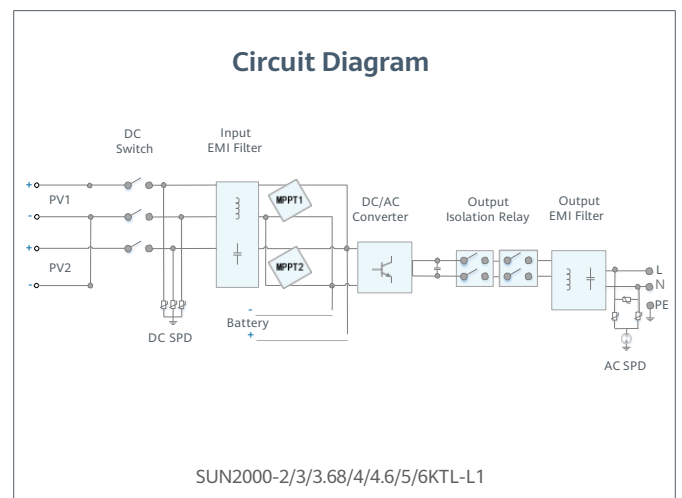 Circuit Diagram
DC
Switch
Input
EMI Filter
+
PV1
-
+
PV2
-
MPPT1
MPPT2
DC/AC
Converter
Output
Isolation Relay
Output
EMI Filter
L
N
PE
DC SPD
-
Battery
+
AC SPD
SUN2000-2/3/3.68/4/4.6/5/6KTL-L1